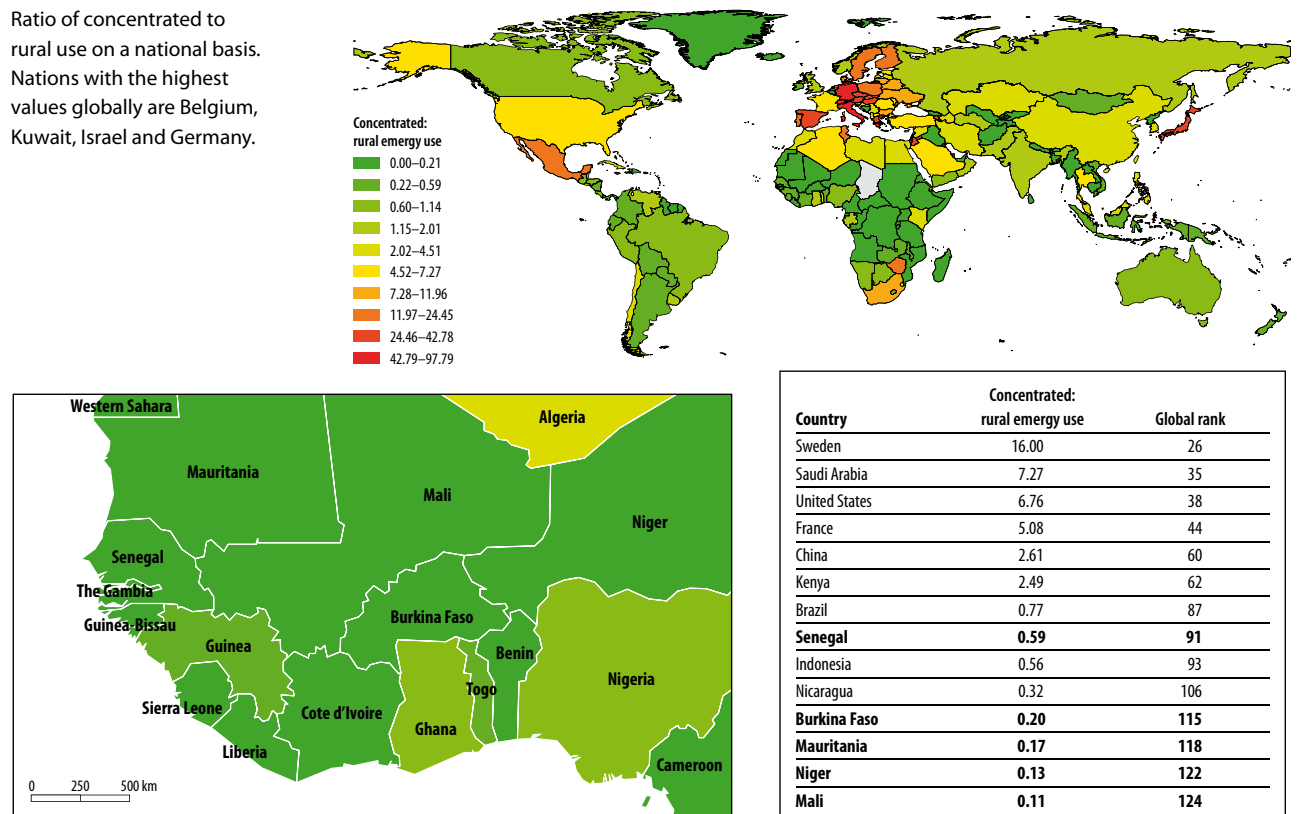 Ratio of concentrated to
rural use on a national basis.
Nations with the highest
values globally are Belgium,
Kuwait, Israel and Germany.
Concentrated:
rural emergy use
0.00–0.21
0.22–0.59
0.60–1.14
1.15–2.01
2.02–4.51
4.52–7.27
7.28–11.96
11.97–24.45
24.46–42.78
42.79–97.79
Western Sahara
Algeria
Mauritania
Mali
Niger
Senegal
The Gambia
Guinea-Bissau
Burkina Faso
Guinea
Benin
Togo
Nigeria
Sierra Leone
Cote d’Ivoire
Ghana
Liberia
Cameroon
0 250 500 km
Concentrated:
Country rural emergy use Global rank
Sweden 16.00 26
Saudi Arabia 7.27 35
United States 6.76 38
France 5.08 44
China 2.61 60
Kenya 2.49 62
Brazil 0.77 87
Senegal 0.59 91
Indonesia 0.56 93
Nicaragua 0.32 106
Burkina Faso 0.20 115
Mauritania 0.17 118
Niger 0.13 122
Mali 0.11 124